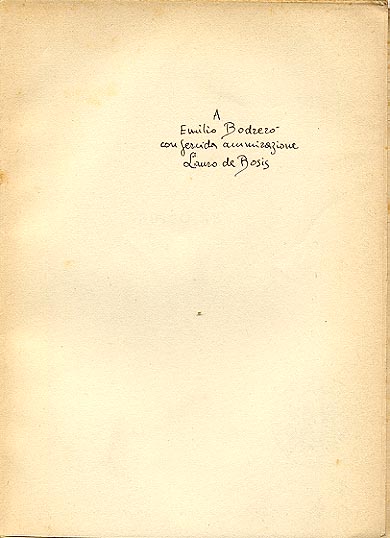 A
Emilio Bodrero
con fervida ammirazione
Lauro de Bosis